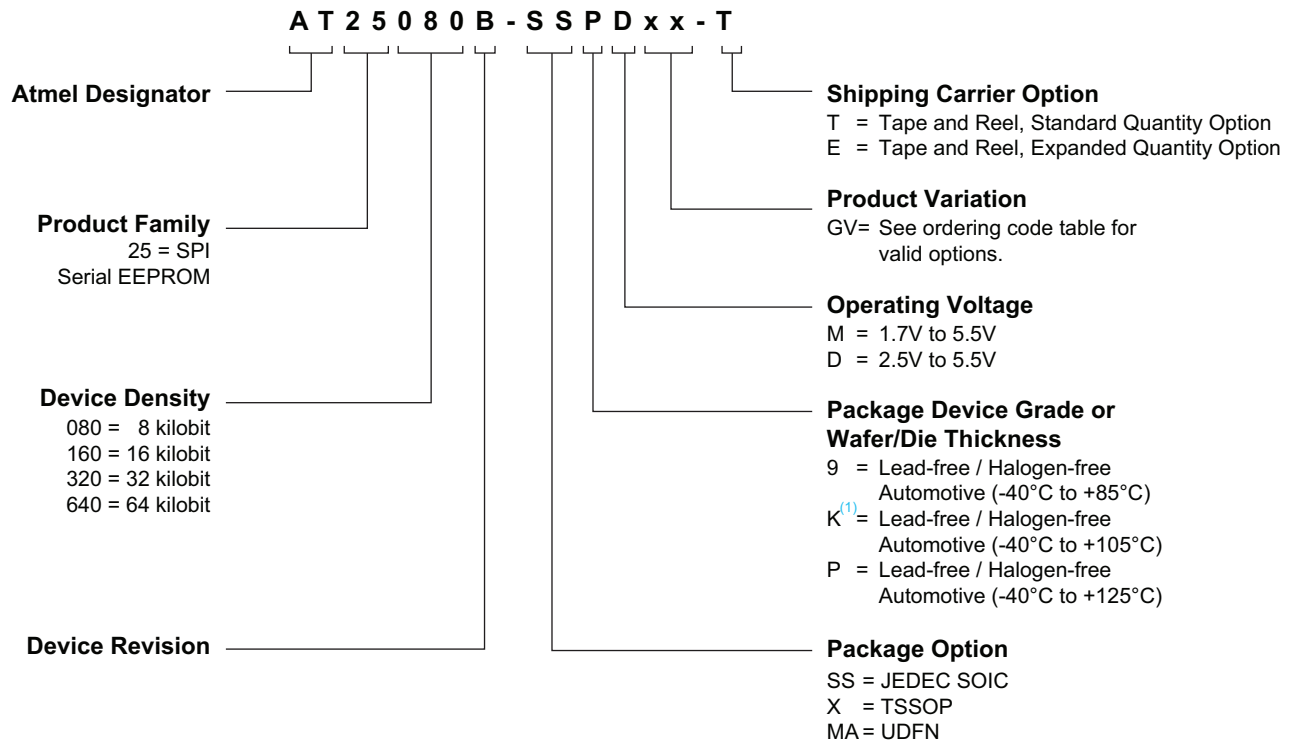 AT25080B-SSPDxx-T
Atmel Designator
Product Family
25 = SPI
Serial EEPROM
Device Density
080 = 8 kilobit
160 = 16 kilobit
320 = 32 kilobit
640 = 64 kilobit
Device Revision
Shipping Carrier Option
T = Tape and Reel, Standard Quantity Option
E = Tape and Reel, Expanded Quantity Option
Product Variation
GV= See ordering code table for
valid options.
Operating Voltage
M = 1.7V to 5.5V
D = 2.5V to 5.5V
Package Device Grade or
Wafer/Die Thickness
9 = Lead-free / Halogen-free
Automotive (-40°C to +85°C)
K(1)= Lead-free / Halogen-free
Automotive (-40°C to +105°C)
P = Lead-free / Halogen-free
Automotive (-40°C to +125°C)
Package Option
SS = JEDEC SOIC
X = TSSOP
MA = UDFN